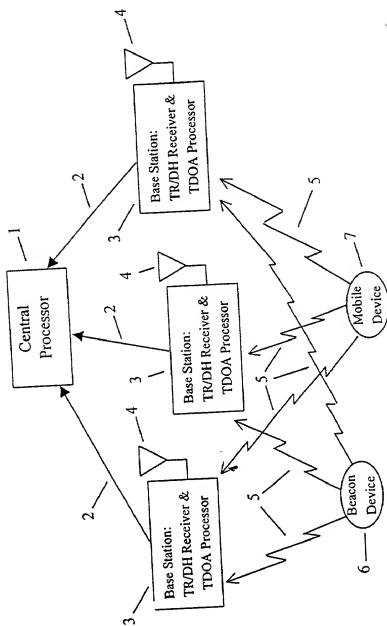 1
Central
Processor
2
2
2
4
4
4
3
Base Station:
TR/DH Receiver &
TDOA Processor
3
Base Station:
TR/DH Receiver &
TDOA Processor
3
Base Station:
TR/DH Receiver &
TDOA Processor
5
5
5
5
Beacon
Device
6
Mobile
Device
7